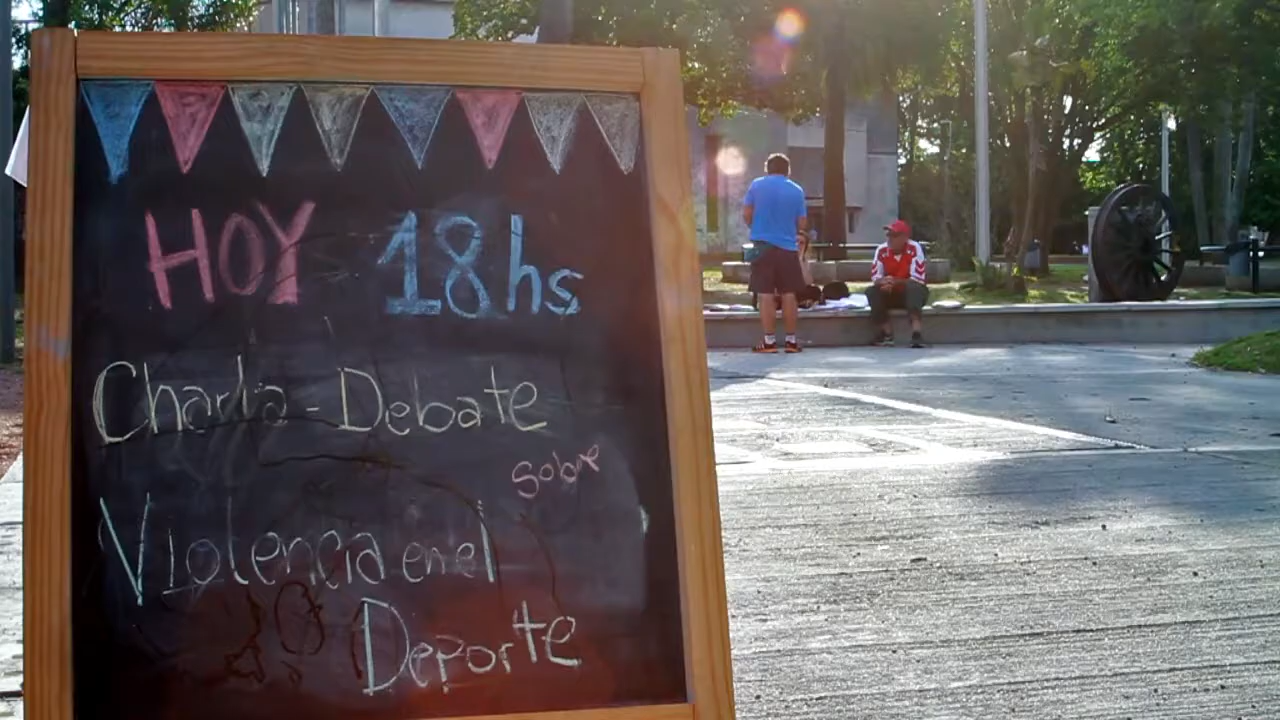 HOY 18hs
Charla-Debate
sobre
Violencia en el
Deporte